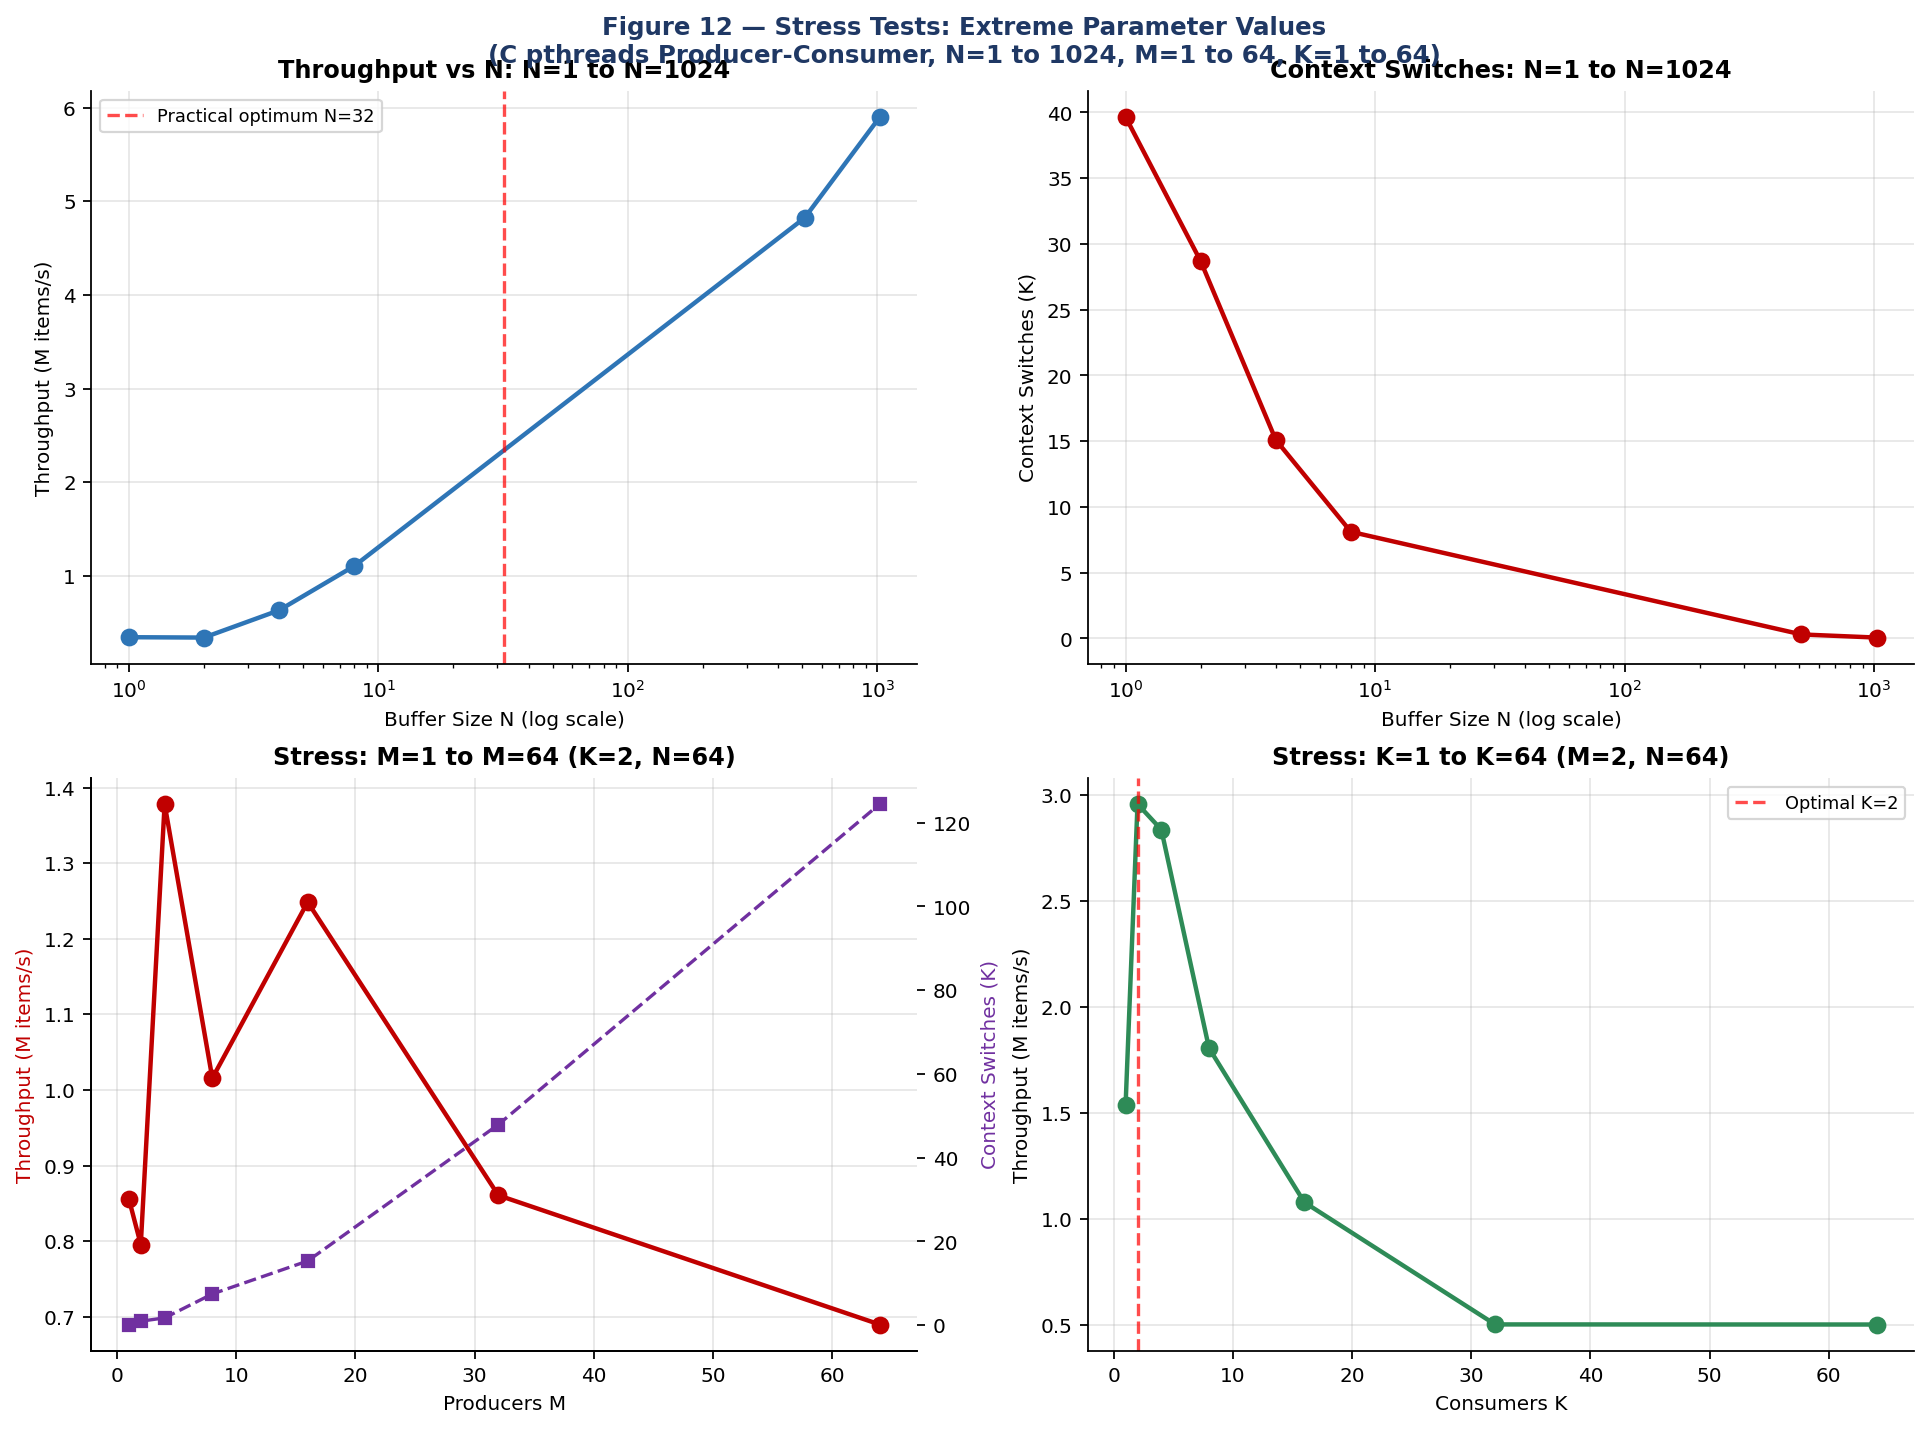 Figure 12 — Stress Tests: Extreme Parameter Values
(C pthreads Producer-Consumer, N=1 to 1024, M=1 to 64, K=1 to 64)
Throughput vs N: N=1 to N=1024
Practical optimum N=32
Throughput (M items/s)
6
5
4
3
2
1
10⁰ 10¹ 10² 10³
Buffer Size N (log scale)
Context Switches: N=1 to N=1024
Context Switches (K)
40
35
30
25
20
15
10
5
0
10⁰ 10¹ 10² 10³
Buffer Size N (log scale)
Stress: M=1 to M=64 (K=2, N=64)
Throughput (M items/s)
1.4
1.3
1.2
1.1
1.0
0.9
0.8
0.7
0 10 20 30 40 50 60
Producers M
120
100
80
60
40
20
0
Context Switches (K)
Stress: K=1 to K=64 (M=2, N=64)
Optimal K=2
Throughput (M items/s)
3.0
2.5
2.0
1.5
1.0
0.5
0 10 20 30 40 50 60
Consumers K